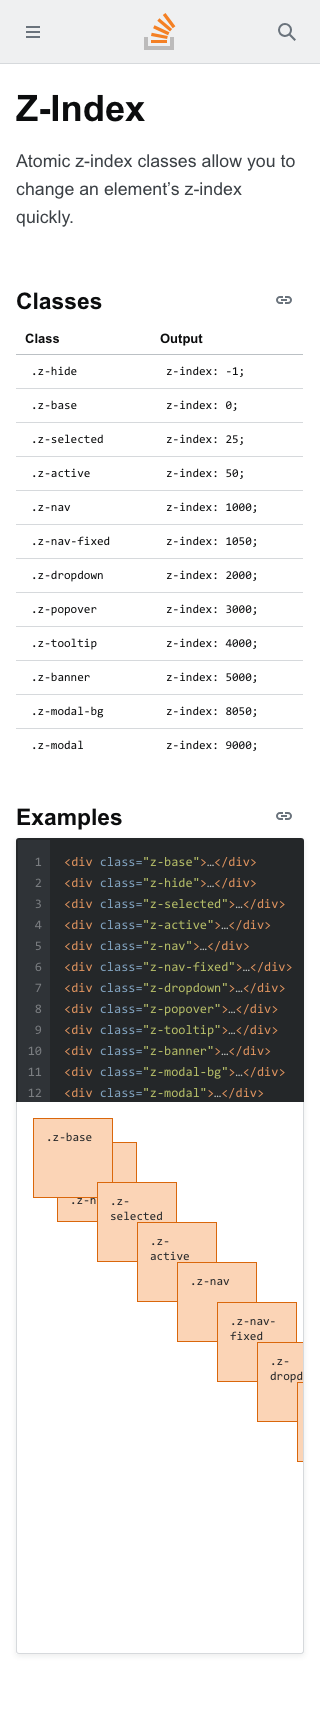 Z-Index
Atomic z-index classes allow you to
change an element’s z-index
quickly.
Classes
Class Output
.z-hide z-index: -1;
.z-base z-index: 0;
.z-selected z-index: 25;
.z-active z-index: 50;
.z-nav z-index: 1000;
.z-nav-fixed z-index: 1050;
.z-dropdown z-index: 2000;
.z-popover z-index: 3000;
.z-tooltip z-index: 4000;
.z-banner z-index: 5000;
.z-modal-bg z-index: 8050;
.z-modal z-index: 9000;
Examples
1 <div class="z-base">…</div>
2 <div class="z-hide">…</div>
3 <div class="z-selected">…</div>
4 <div class="z-active">…</div>
5 <div class="z-nav">…</div>
6 <div class="z-nav-fixed">…</div>
7 <div class="z-dropdown">…</div>
8 <div class="z-popover">…</div>
9 <div class="z-tooltip">…</div>
10 <div class="z-banner">…</div>
11 <div class="z-modal-bg">…</div>
12 <div class="z-modal">…</div>
.z-base
.z-
selected
.z-
active
.z-nav
.z-nav-
fixed
.z-